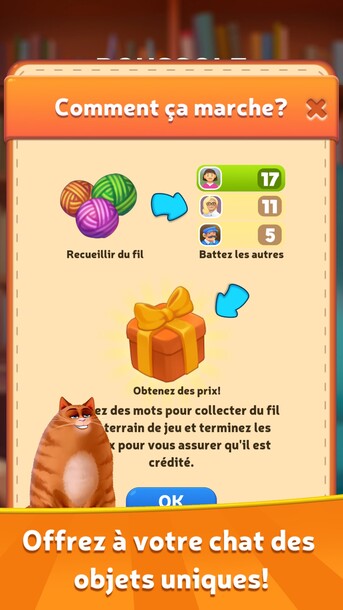 Comment ça marche?
17
11
5
Recueillir du fil
Battez les autres
Obtenez des prix!
des mots pour collecter du fil
terrain de jeu et terminez les
pour vous assurer qu'il est
crédité.
OK
Offrez à votre chat des
objets uniques!